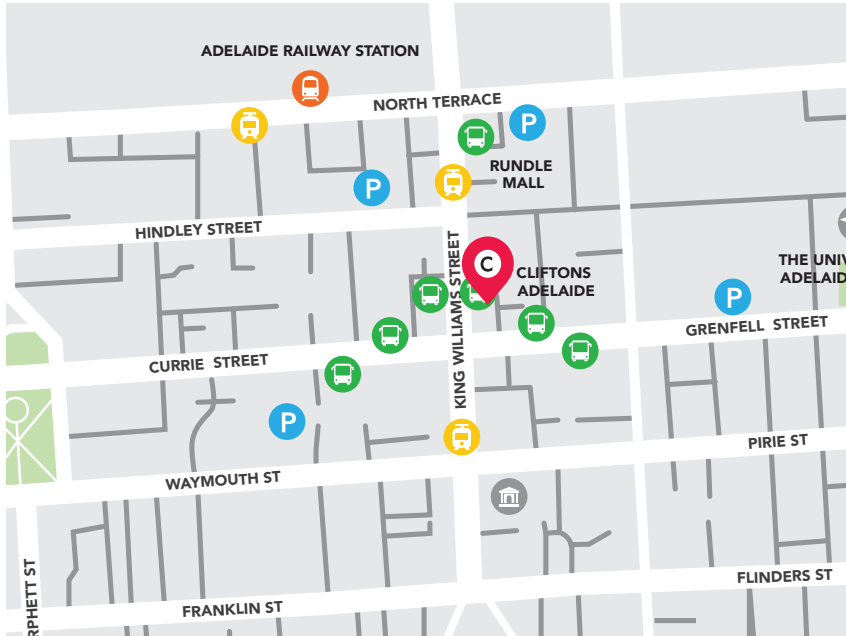 ADELAIDE RAILWAY STATION
NORTH TERRACE
P
P
RUNDLE
MALL
HINDLEY STREET
KING WILLIAMS STREET
C
CLIFTONS
ADELAIDE
THE UNIV
ADELAID
P
GRENFELL STREET
CURRIE STREET
P
PIRIE ST
WAYMOUTH ST
RPHETT ST
FLINDERS ST
FRANKLIN ST